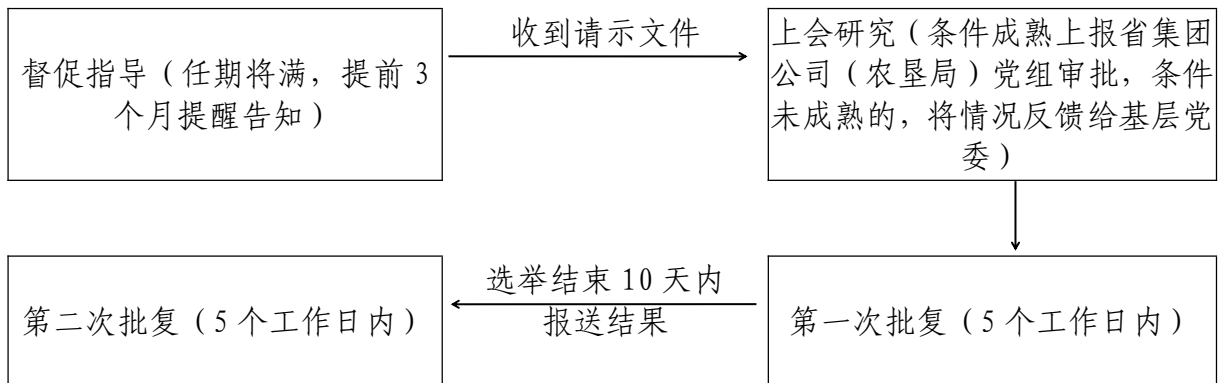 督促指导（任期将满，提前 3
个月提醒告知）
收到请示文件
上会研究（条件成熟上报省集团
公司（农垦局）党组审批，条件
未成熟的，将情况反馈给基层党
委）
第一次批复（5 个工作日内）
选举结束 10 天内
报送结果
第二次批复（5 个工作日内）